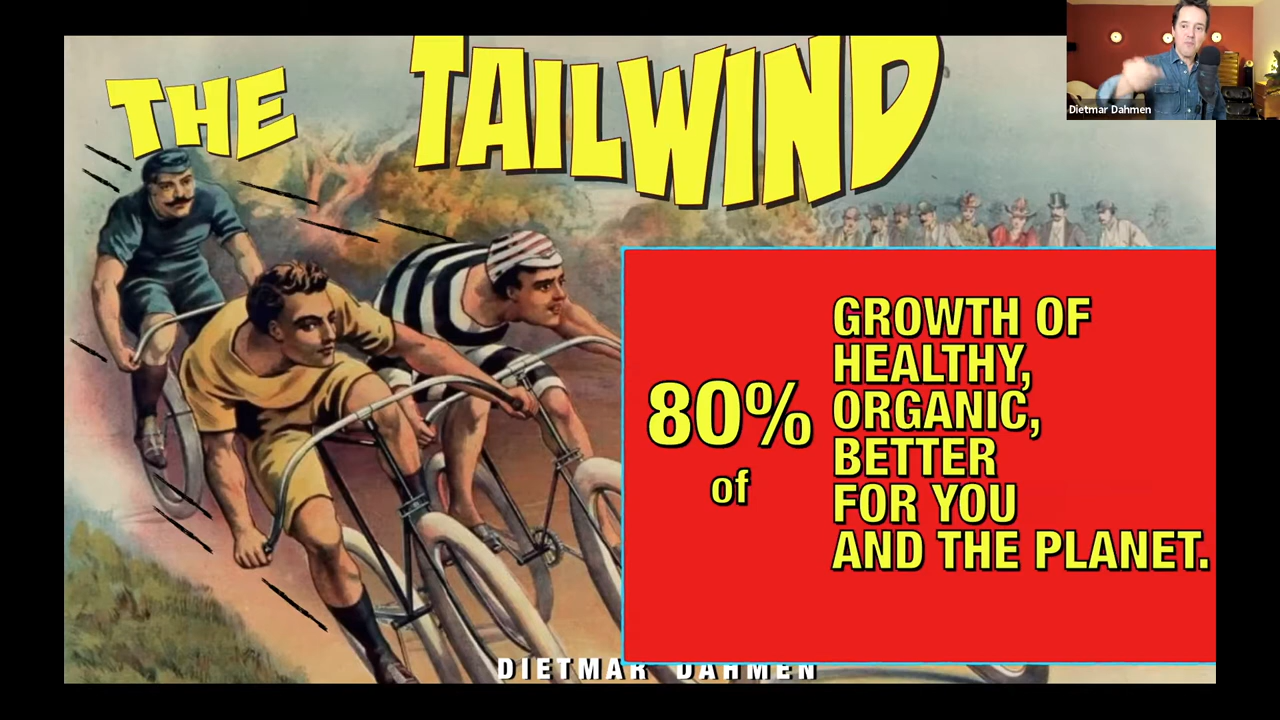 THE TAILWIND
Dietmar Dahmen
80%
of
GROWTH OF
HEALTHY,
ORGANIC,
BETTER
FOR YOU
AND THE PLANET.
DIETMAR DAHMEN